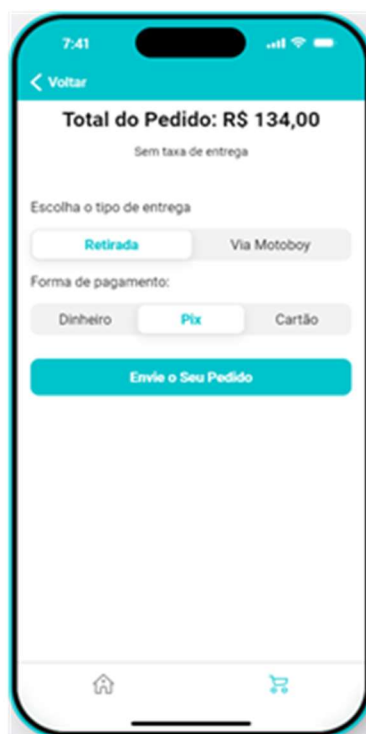 7:41
Voltar
Total do Pedido: R$ 134,00
Sem taxa de entrega
Escolha o tipo de entrega
Retirada Via Motoboy
Forma de pagamento:
Dinheiro Pix Cartão
Envie o Seu Pedido